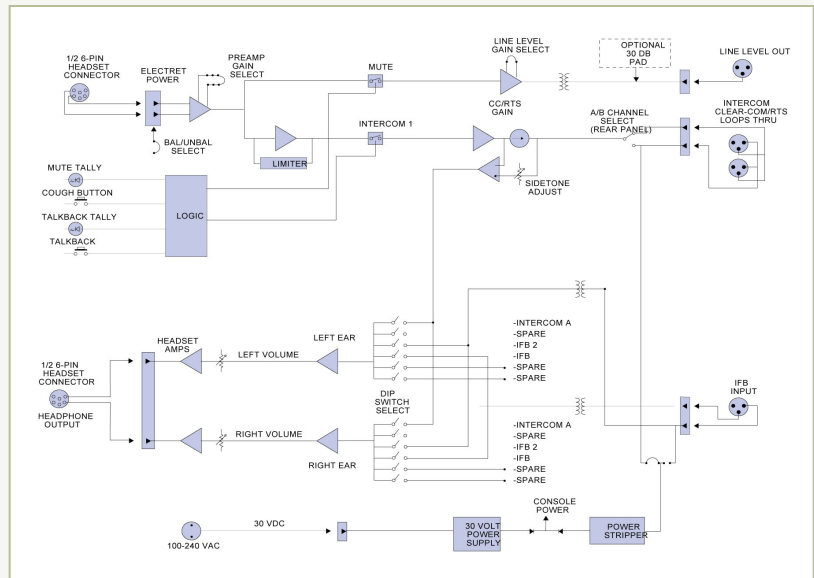 1/2 6-PIN
HEADSET
CONNECTOR
ELECTRET
POWER
PREAMP
GAIN
SELECT
MUTE
LINE LEVEL
GAIN SELECT
OPTIONAL
30 DB
PAD
LINE LEVEL OUT
BAL/UNBAL
SELECT
LIMITER
INTERCOM 1
CC/RTS
GAIN
A/B CHANNEL
SELECT
(REAR PANEL)
INTERCOM
CLEAR-COM/RTS
LOOPS THRU
SIDETONE
ADJUST
MUTE TALLY
COUGH BUTTON
TALKBACK TALLY
TALKBACK
LOGIC
1/2 6-PIN
HEADSET
CONNECTOR
HEADPHONE
OUTPUT
HEADSET
AMPS
LEFT VOLUME
LEFT EAR
-INTERCOM A
-SPARE
-IFB 2
-IFB
-SPARE
-SPARE
DIP
SWITCH
SELECT
RIGHT VOLUME
RIGHT EAR
-INTERCOM A
-SPARE
-IFB 2
-IFB
-SPARE
-SPARE
IFB
INPUT
100-240 VAC
30 VDC
30 VOLT
POWER
SUPPLY
CONSOLE
POWER
POWER
STRIPPER